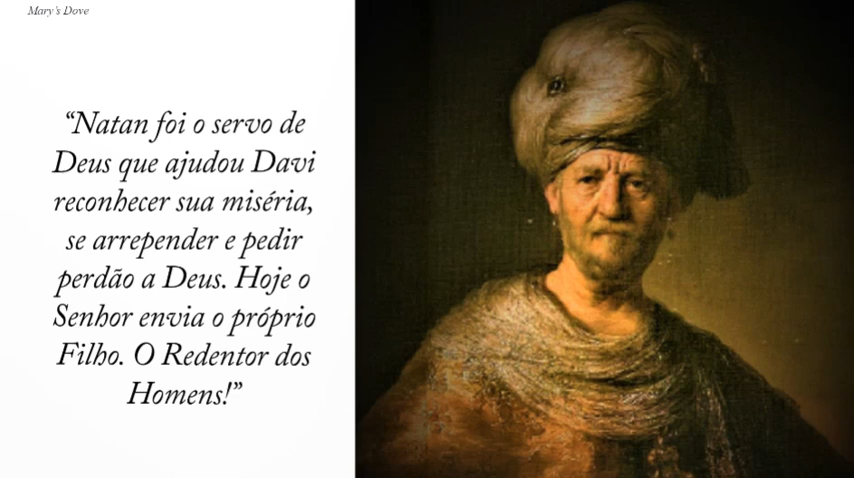 Mary's Dove
“Natan foi o servo de
Deus que ajudou Davi
reconhecer sua miséria,
se arrepender e pedir
perdão a Deus. Hoje o
Senhor envia o próprio
Filho. O Redentor dos
Homens!”